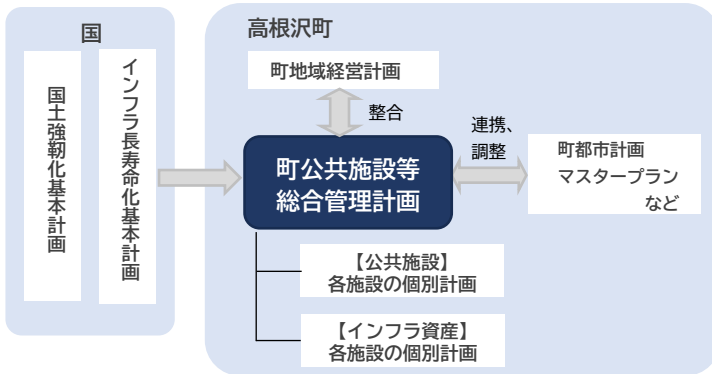 国
国土強靭化基本計画
インフラ長寿命化基本計画
高根沢町
町地域経営計画
整合
連携、
調整
町公共施設等
総合管理計画
町都市計画
マスタープラン
など
【公共施設】
各施設の個別計画
【インフラ資産】
各施設の個別計画